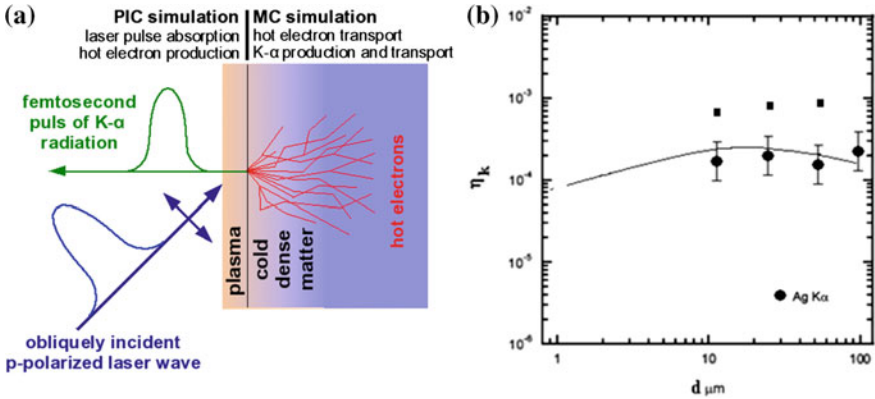 (a)
PIC simulation
laser pulse absorption
hot electron production
MC simulation
hot electron transport
K-α production and transport
femtosecond
puls of K-α
radiation
plasma
cold
dense
matter
hot electrons
obliquely incident
p-polarized laser wave
(b)
10⁻²
10⁻³
10⁻⁴
10⁻⁵
10⁻⁶
ηk
Ag Kα
1
10
100
d μm